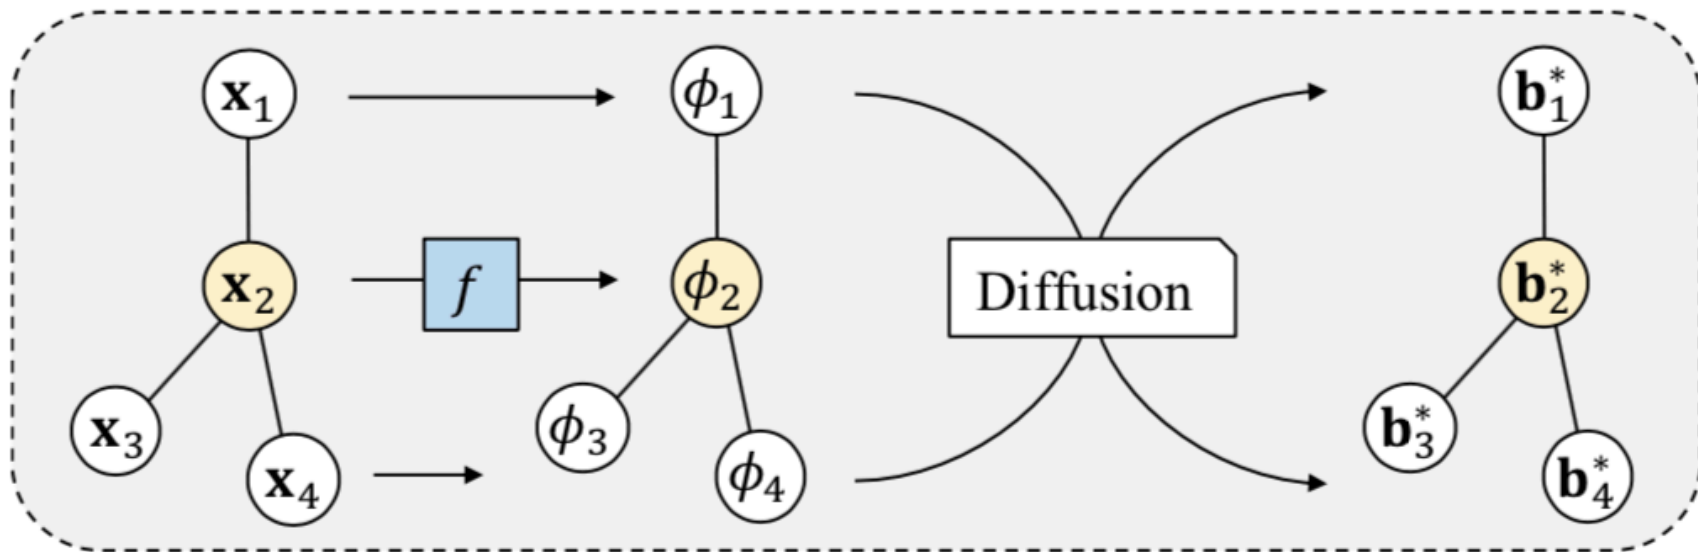 x₁ ϕ₁ b₁*
x₂ f ϕ₂ Diffusion b₂*
x₃ ϕ₃ b₃*
x₄ ϕ₄ b₄*